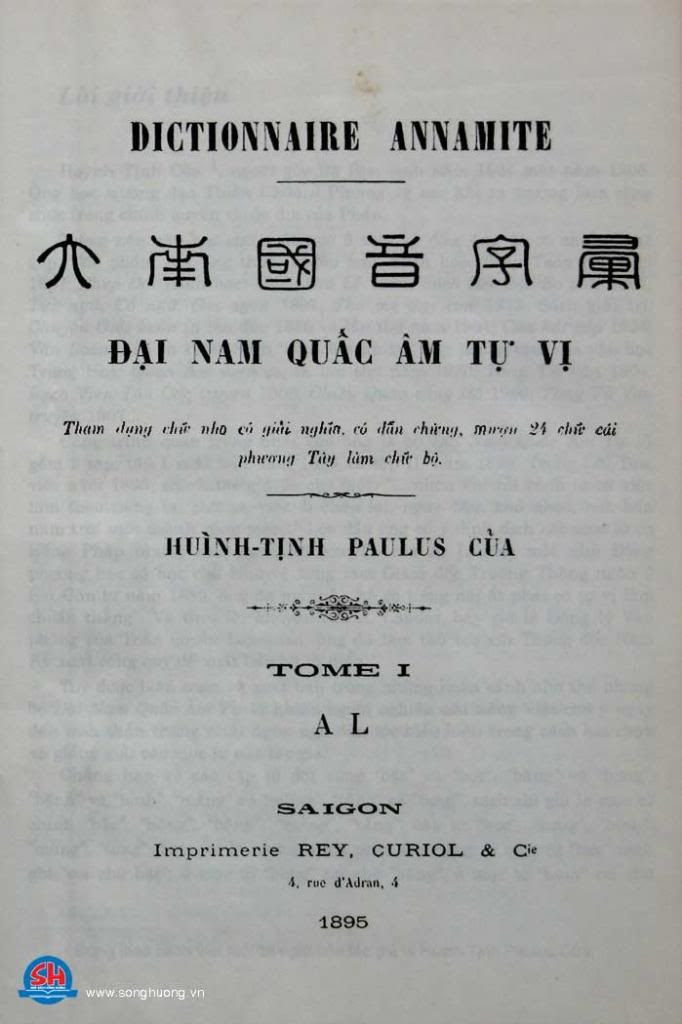 DICTIONNAIRE ANNAMITE
大南國音字彙
ĐẠI NAM QUẤC ÂM TỰ VỊ
Tham dụng chữ nho có giải nghĩa, có dẫn chứng, mượn 24 chữ cái
phương Tây làm chữ bộ.
HUÌNH-TỊNH PAULUS CỦA
TOME I
A L
SAIGON
Imprimerie REY, CURIOL & Cie
4, rue d'Adran, 4
1895
SH
www.songhuong.vn